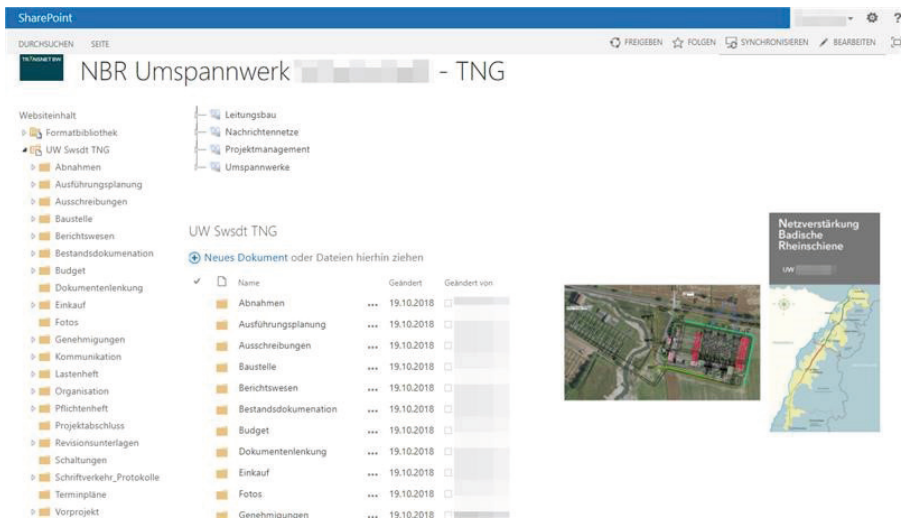 SharePoint
?
DURCHSUCHEN SEITE
FREIGEBEN FOLGEN SYNCHRONISIEREN BEARBEITEN
NBR Umspannwerk - TNG
Websiteinhalt
Formatbibliothek
UW Swsdt TNG
Abnahmen
Ausführungsplanung
Ausschreibungen
Baustelle
Berichtswesen
Bestandsdokumenation
Budget
Dokumentenlenkung
Einkauf
Fotos
Genehmigungen
Kommunikation
Lastenheft
Organisation
Pflichtenheft
Projektabschluss
Revisionsunterlagen
Schaltungen
Schriftverkehr_Protokolle
Terminpläne
Vorprojekt
Leitungsbau
Nachrichtennetze
Projektmanagement
Umspannwerke
UW Swsdt TNG
Neues Dokument oder Dateien hierhin ziehen
Name Geändert Geändert von
Abnahmen ... 19.10.2018
Ausführungsplanung ... 19.10.2018
Ausschreibungen ... 19.10.2018
Baustelle ... 19.10.2018
Berichtswesen ... 19.10.2018
Bestandsdokumenation ... 19.10.2018
Budget ... 19.10.2018
Dokumentenlenkung ... 19.10.2018
Einkauf ... 19.10.2018
Fotos ... 19.10.2018
Genehmigungen ... 19.10.2018
Netzverstärkung
Badische
Rheinschiene
UW